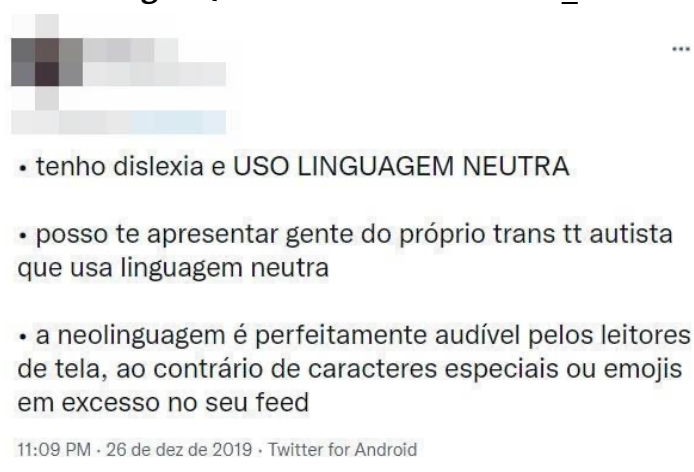 • tenho dislexia e USO LINGUAGEM NEUTRA
• posso te apresentar gente do próprio trans tt autista
que usa linguagem neutra
• a neolinguagem é perfeitamente audível pelos leitores
de tela, ao contrário de caracteres especiais ou emojis
em excesso no seu feed
11:09 PM · 26 de dez de 2019 · Twitter for Android